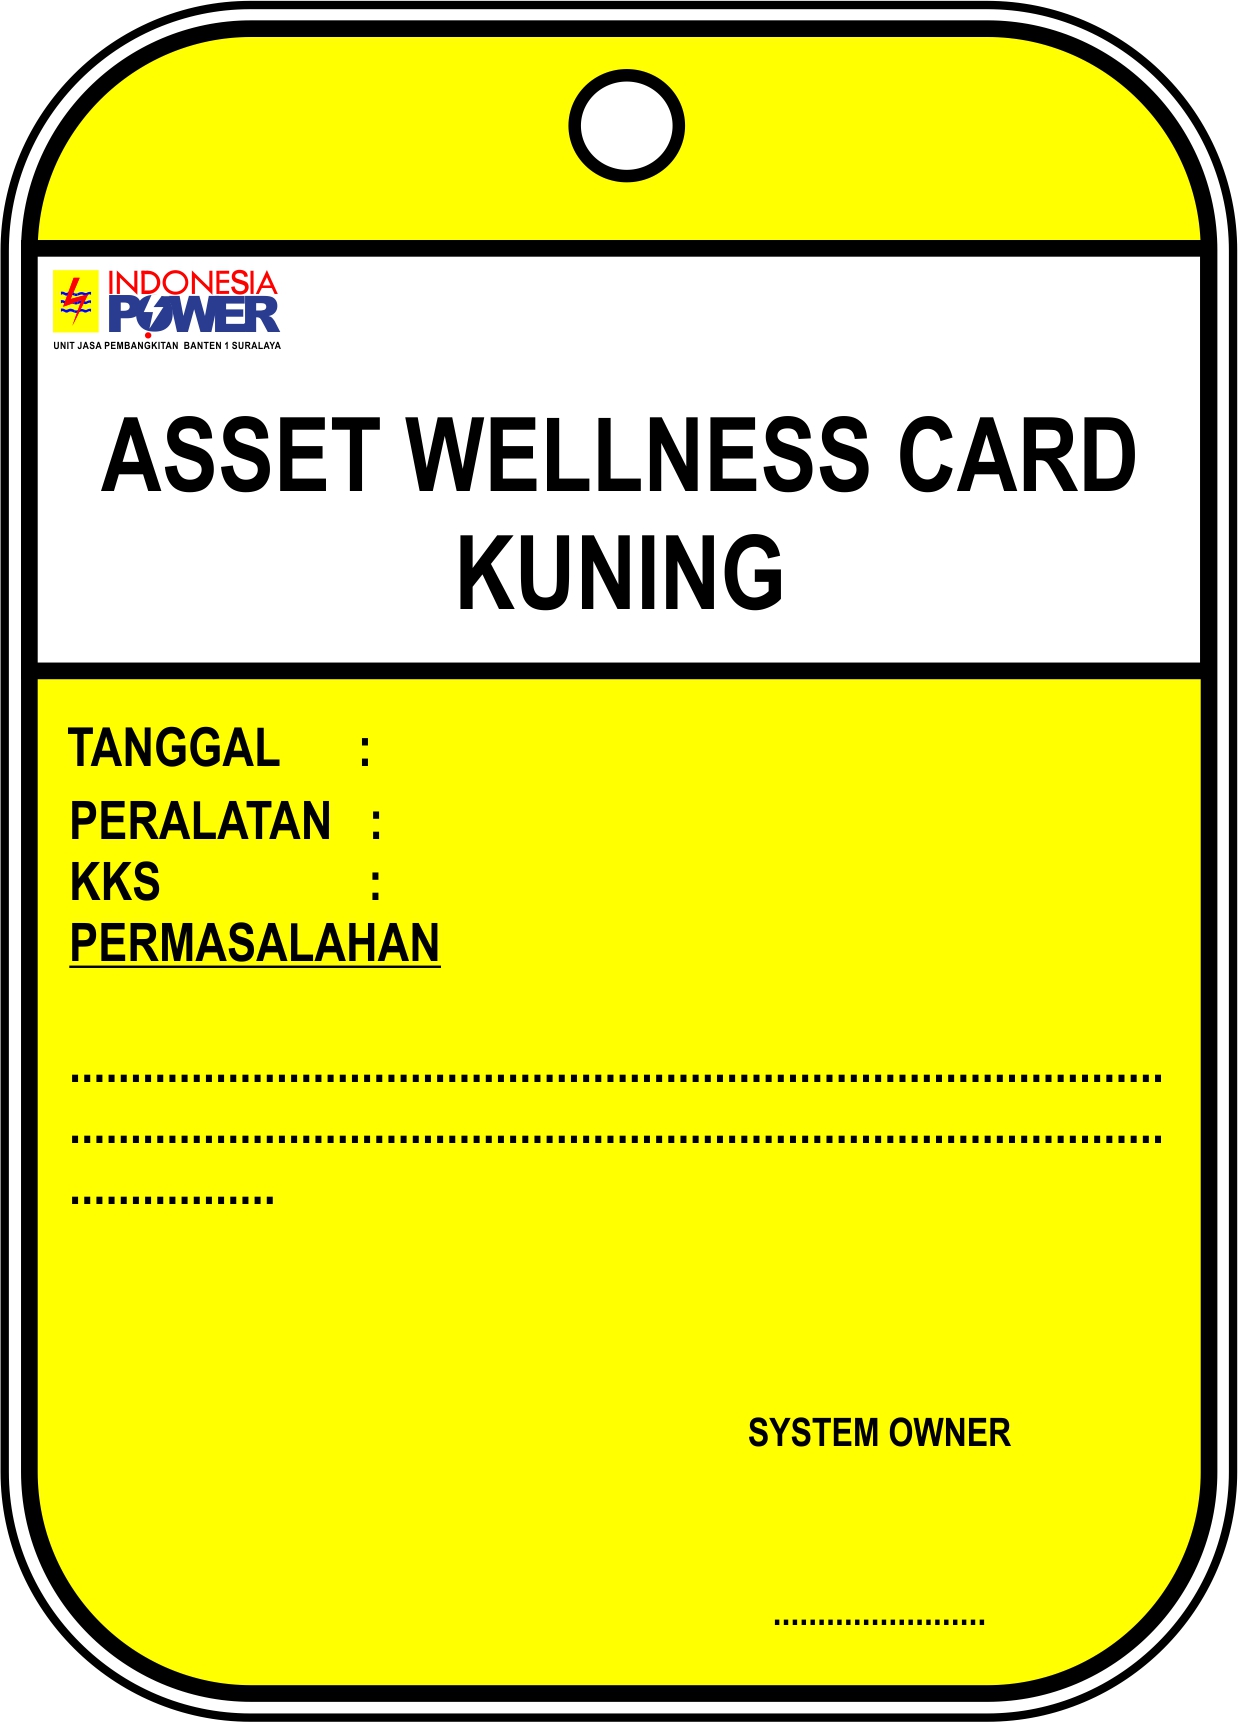 INDONESIA
POWER
UNIT JASA PEMBANGKITAN BANTEN 1 SURALAYA
ASSET WELLNESS CARD
KUNING
TANGGAL :
PERALATAN :
KKS :
PERMASALAHAN
..........................................................................................
..........................................................................................
.................
SYSTEM OWNER
........................